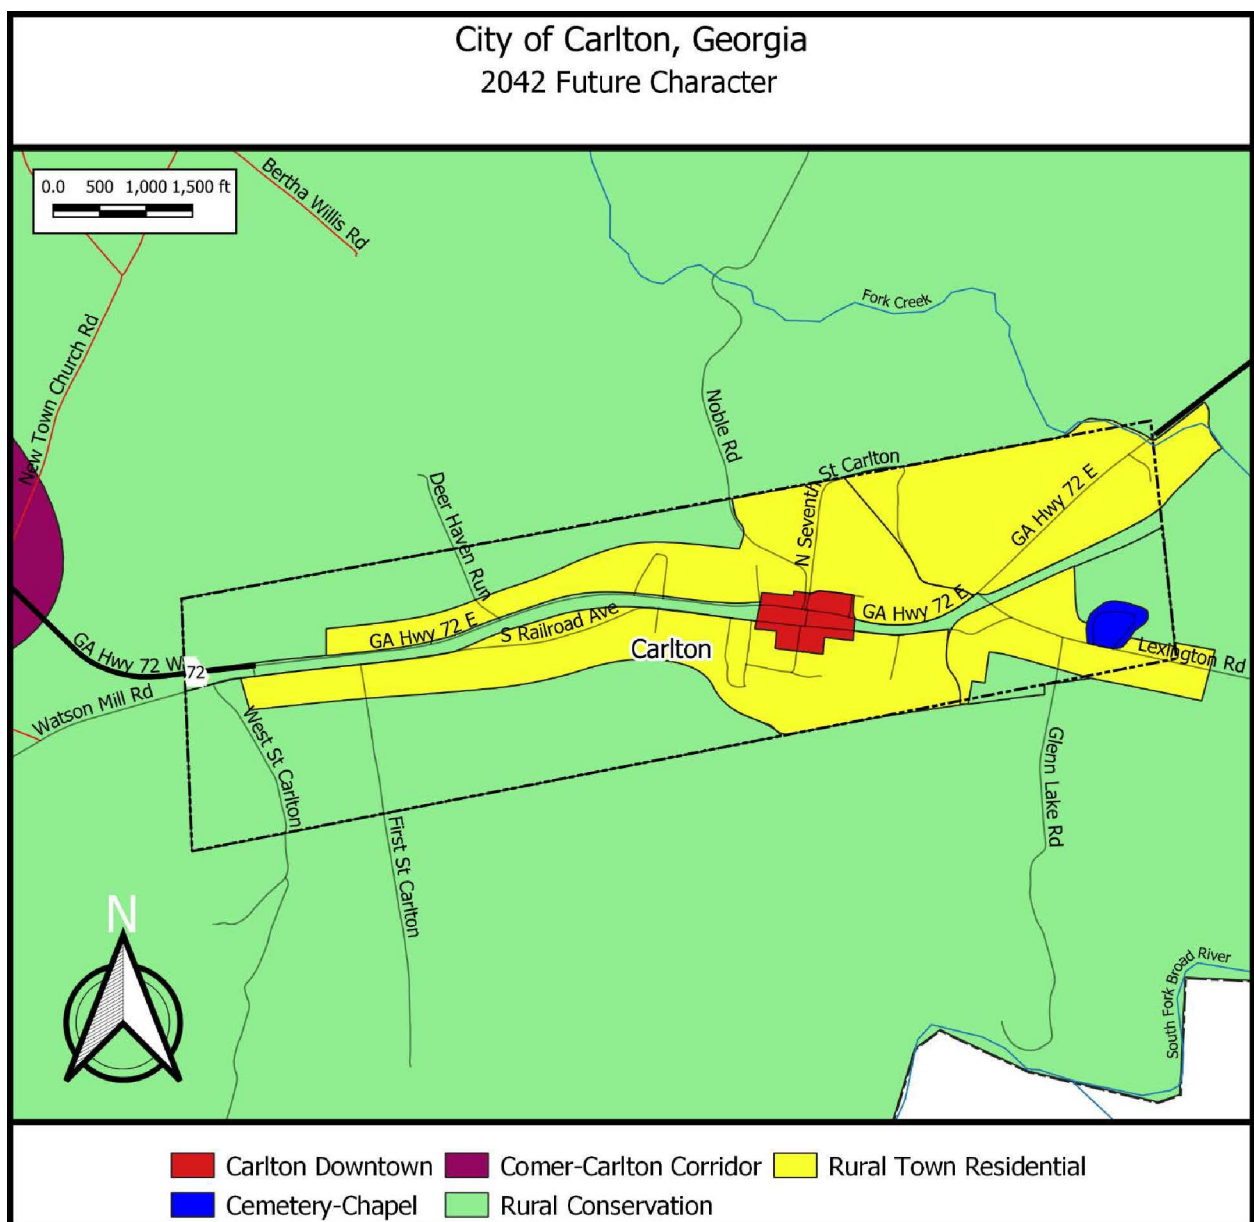 City of Carlton, Georgia
2042 Future Character
0.0 500 1,000 1,500 ft
Bertha Willis Rd
New Town Church Rd
Fork Creek
Noble Rd
N Seventh St Carlton
GA Hwy 72 E
Deer Haven Run
GA Hwy 72 E
S Railroad Ave
GA Hwy 72 E
Carlton
Lexington Rd
GA Hwy 72 W
72
Watson Mill Rd
West St Carlton
First St Carlton
Glenn Lake Rd
South Fork Broad River
N
Carlton Downtown
Comer-Carlton Corridor
Rural Town Residential
Cemetery-Chapel
Rural Conservation